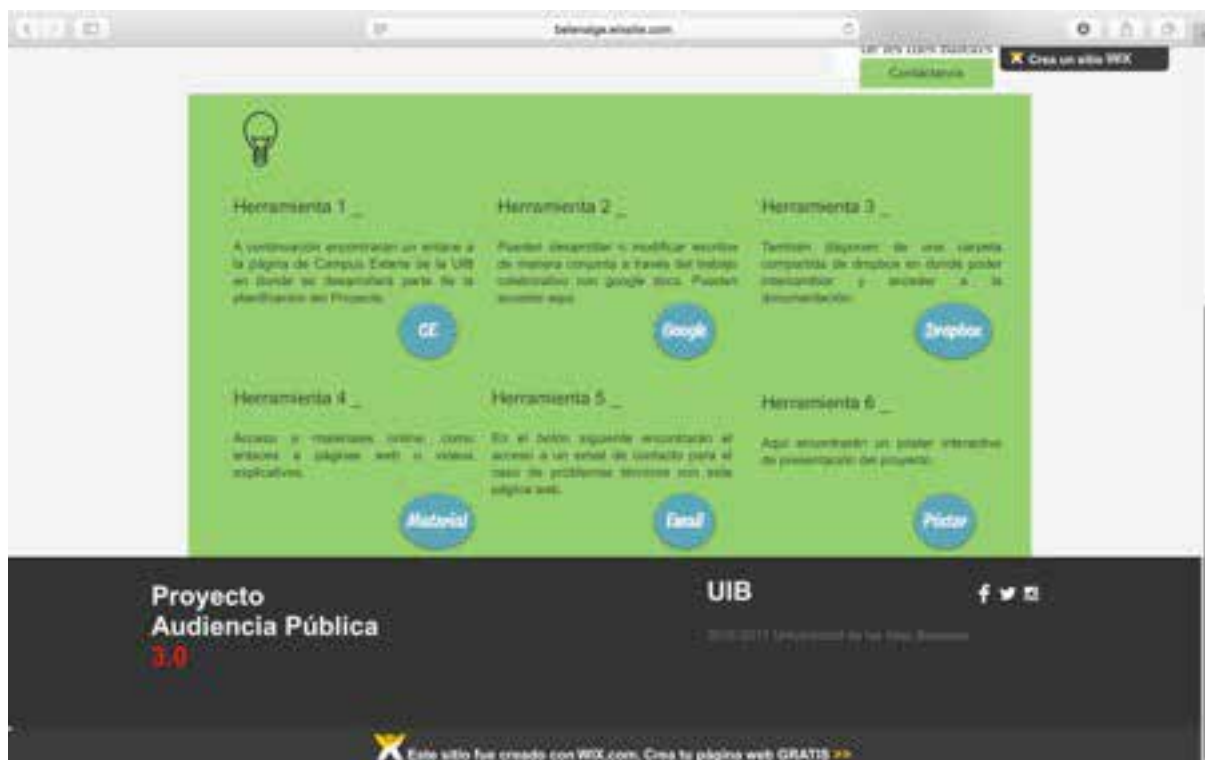 Crea un sitio WIX
Contáctanos
Herramienta 1 _
A continuación encontrarán un enlace a
la página de Campus Extens de la UIB
en donde se desarrollará parte de la
planificación del Proyecto.
CE
Herramienta 2 _
Pueden desarrollar o modificar escritos
de manera conjunta a través del trabajo
colaborativo con google docs. Pueden
acceder aquí.
Google
Herramienta 3 _
También disponen de una carpeta
compartida de dropbox en donde poder
intercambiar y acceder a la
documentación.
Dropbox
Herramienta 4 _
Acceso a materiales online como
enlaces a páginas web o vídeos
explicativos.
Material
Herramienta 5 _
En el botón siguiente encontrarán el
acceso a un email de contacto para el
caso de problemas técnicos con esta
página web.
Email
Herramienta 6 _
Aquí encontrarán un póster interactivo
de presentación del proyecto.
Póster
Proyecto
Audiencia Pública
3.0
UIB
Este sitio fue creado con WIX.com. Crea tu página web GRATIS >>